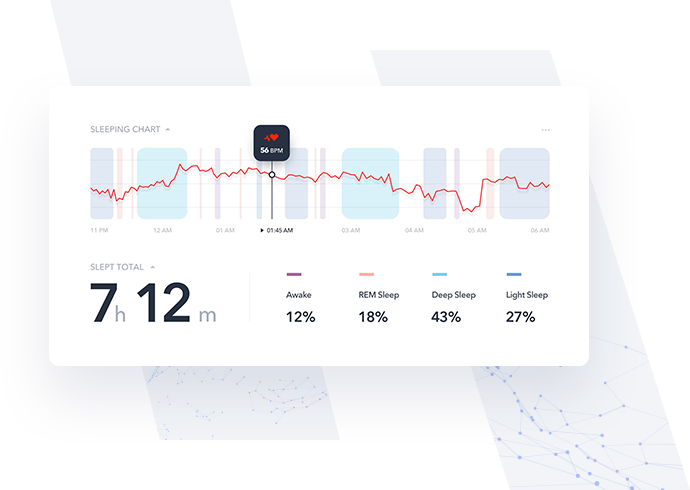 SLEEPING CHART
56 BPM
11 PM 12 AM 01 AM 01:45 AM 03 AM 04 AM 05 AM 06 AM
SLEPT TOTAL
7h 12 m
Awake REM Sleep Deep Sleep Light Sleep
12% 18% 43% 27%